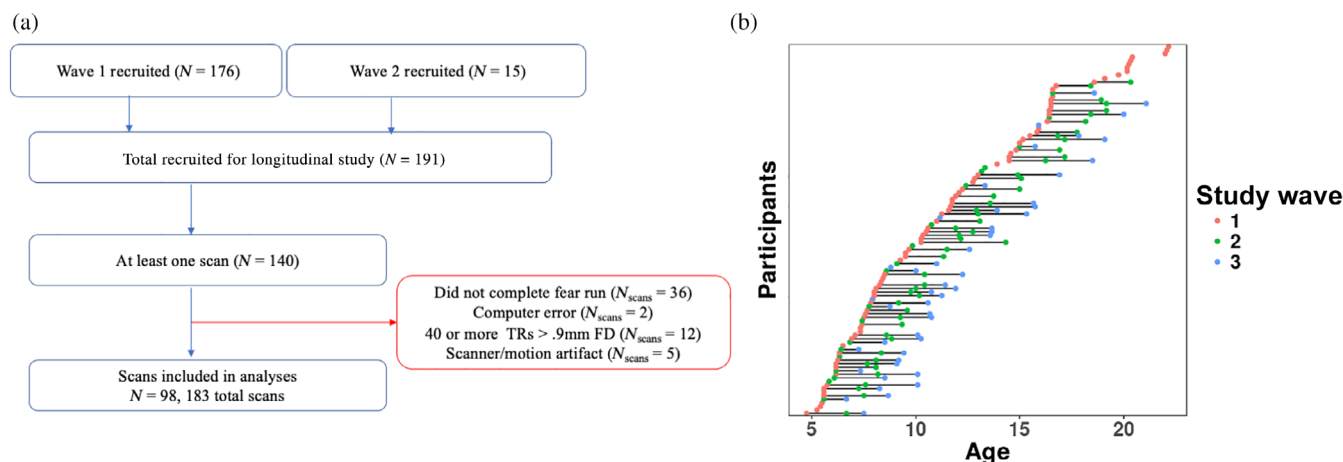 (a)
Wave 1 recruited (N = 176)
Wave 2 recruited (N = 15)
Total recruited for longitudinal study (N = 191)
At least one scan (N = 140)
Did not complete fear run (Nscans = 36)
Computer error (Nscans = 2)
40 or more TRs > .9mm FD (Nscans = 12)
Scanner/motion artifact (Nscans = 5)
Scans included in analyses
N = 98, 183 total scans
(b)
Participants
5 10 15 20
Age
Study wave
1
2
3